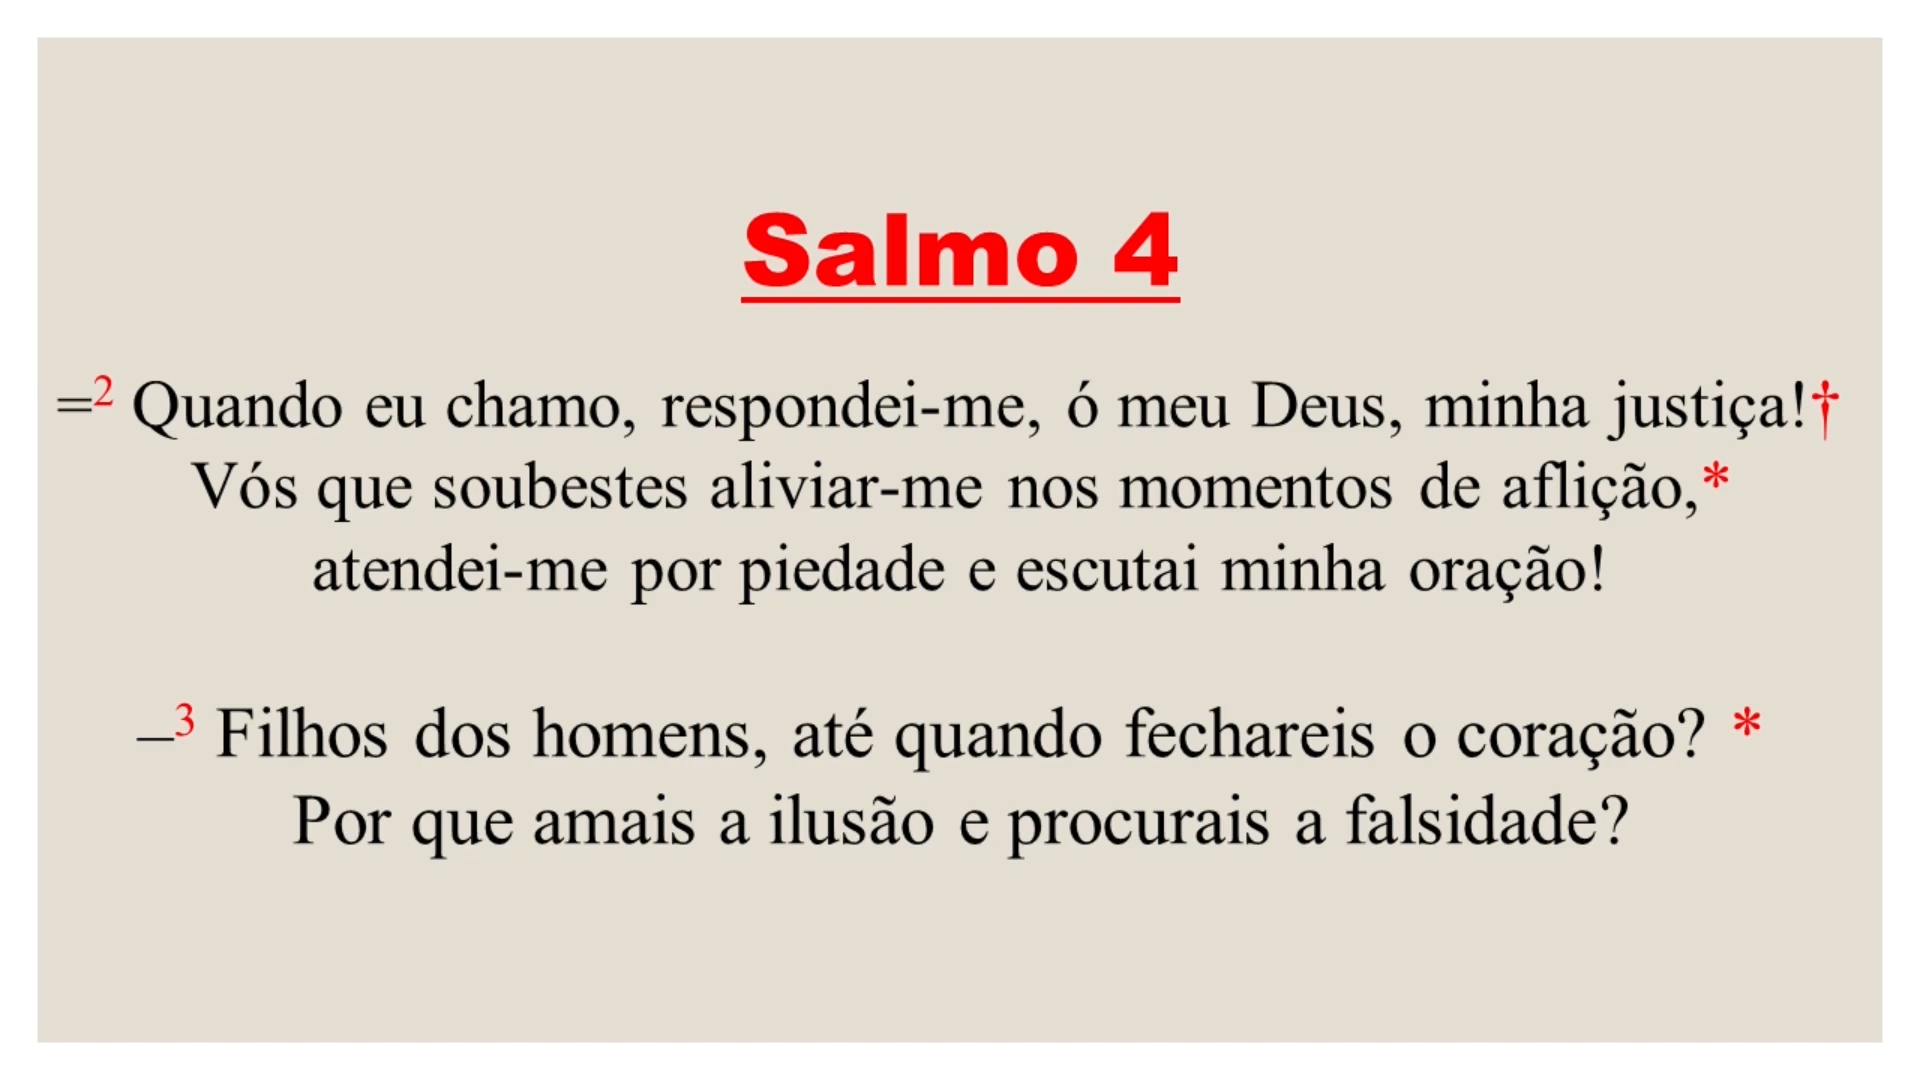 Salmo 4
=2 Quando eu chamo, respondei-me, ó meu Deus, minha justiça!†
Vós que soubestes aliviar-me nos momentos de aflição,*
atendei-me por piedade e escutai minha oração!
–3 Filhos dos homens, até quando fechareis o coração? *
Por que amais a ilusão e procurais a falsidade?